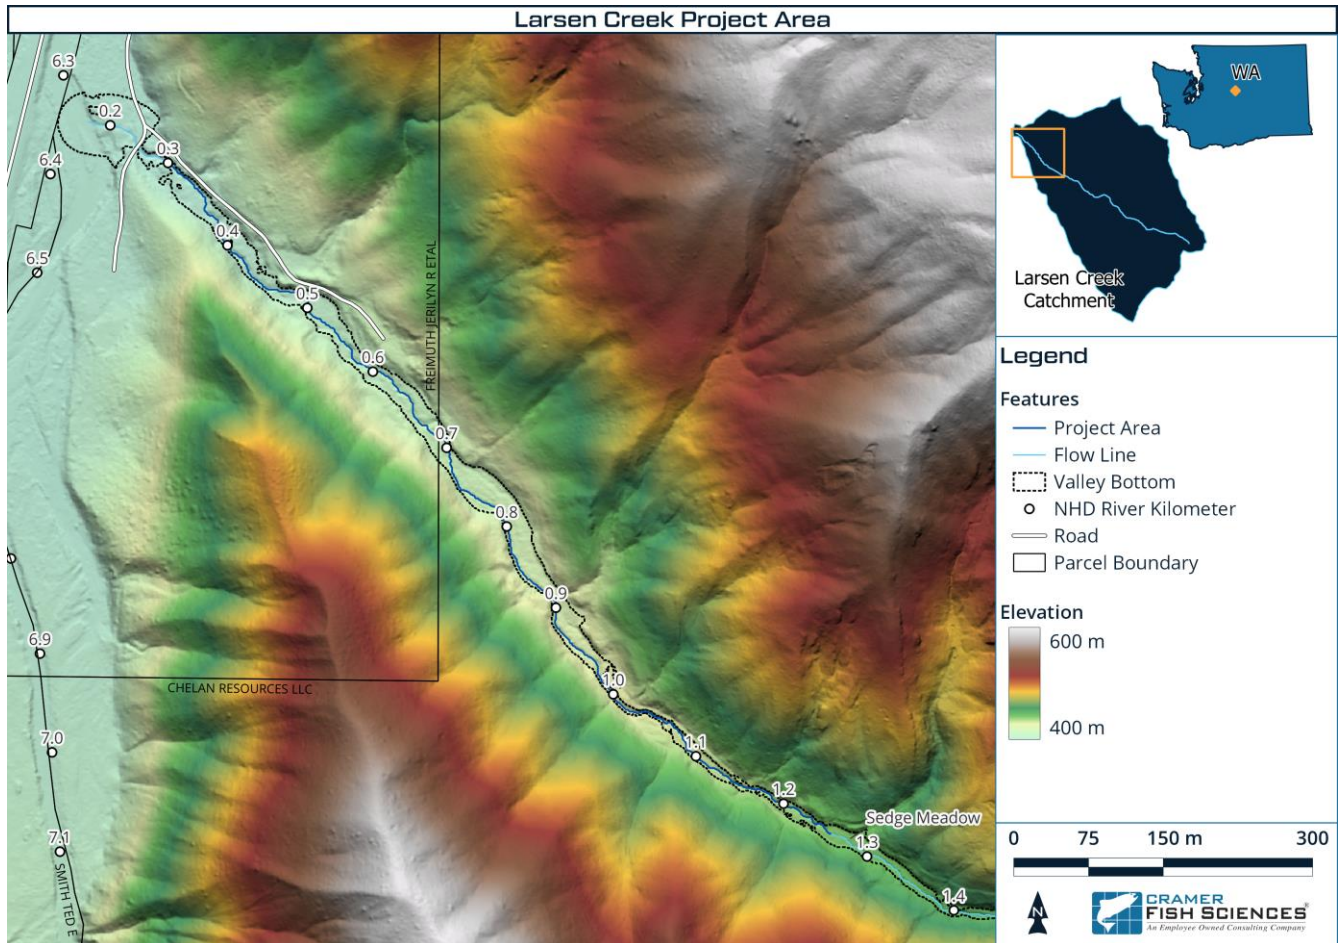 Larsen Creek Project Area
6.3
0.2
0.3
6.4
0.4
6.5
0.5
0.6
FREIMUTH JERILYN R ETAL
0.7
0.8
0.9
6.9
CHELAN RESOURCES LLC
1.0
7.0
1.1
1.2
Sedge Meadow
1.3
7.1
SMITH TED E
1.4
WA
Larsen Creek
Catchment
Legend
Features
Project Area
Flow Line
Valley Bottom
NHD River Kilometer
Road
Parcel Boundary
Elevation
600 m
400 m
0 75 150 m 300
N
CRAMER
FISH SCIENCES®
An Employee Owned Consulting Company